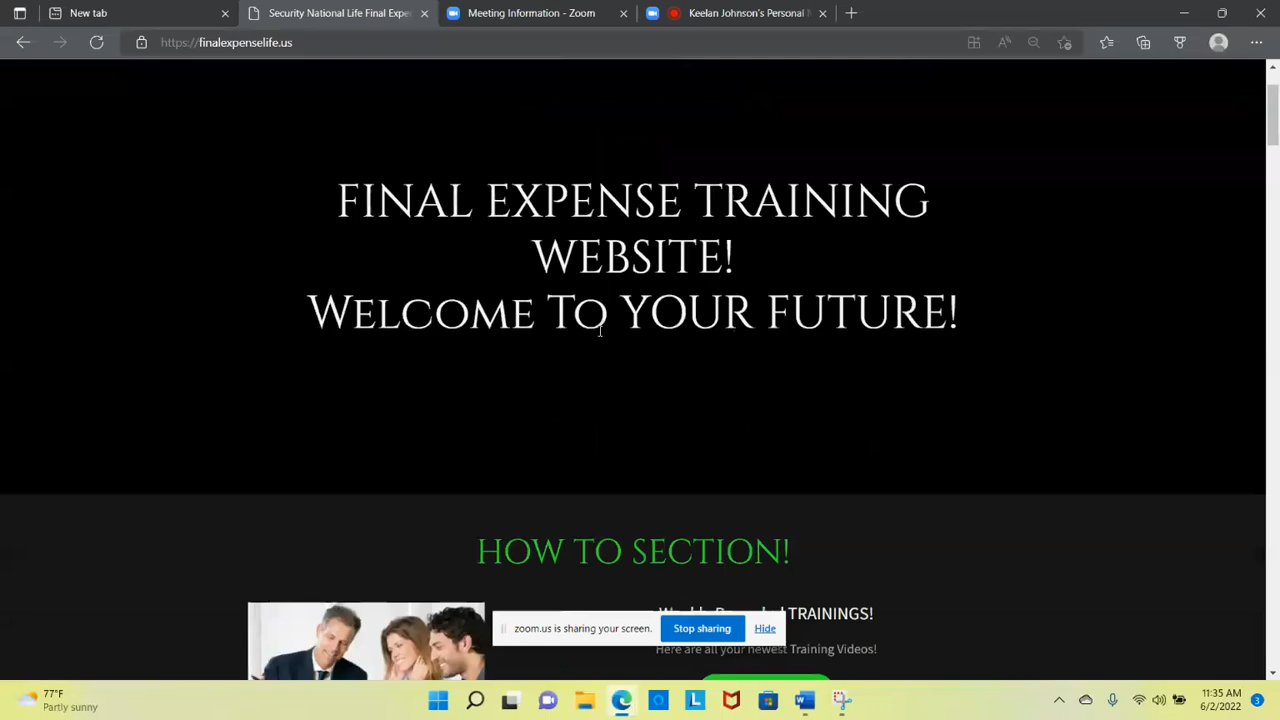 New tab
Security National Life Final Expe
Meeting Information - Zoom
Keelan Johnson's Personal
https://finalexpenselife.us
FINAL EXPENSE TRAINING
WEBSITE!
WELCOME TO YOUR FUTURE!
HOW TO SECTION!
TRAININGS!
zoom.us is sharing your screen.
Stop sharing
Hide
Here are all your newest Training Videos!
77°F
Partly sunny
11:35 AM
6/2/2022
3